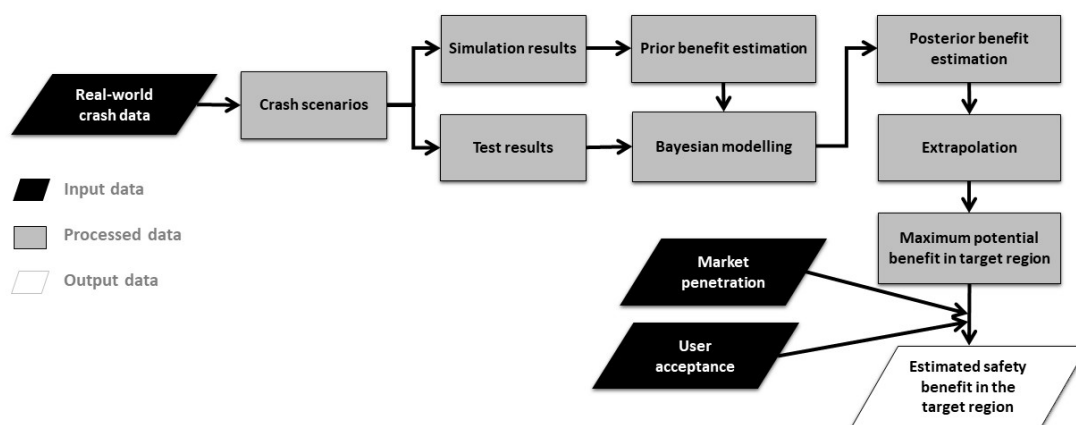 Simulation results
Prior benefit estimation
Posterior benefit
estimation
Real-world
crash data
Crash scenarios
Test results
Bayesian modelling
Extrapolation
Input data
Processed data
Output data
Maximum potential
benefit in target region
Market
penetration
User
acceptance
Estimated safety
benefit in the
target region